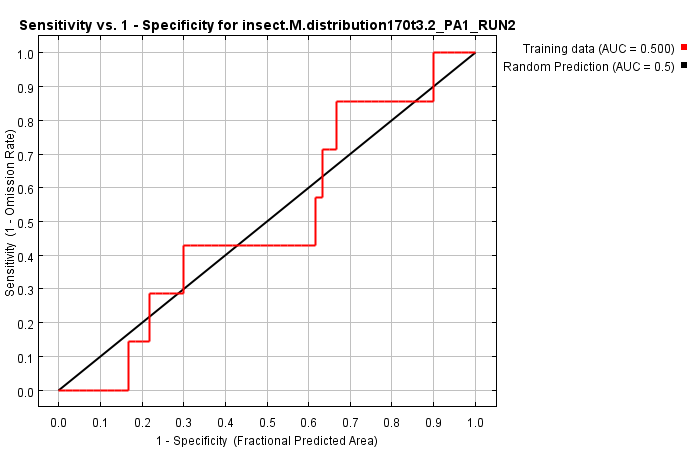 Sensitivity vs. 1 - Specificity for insect.M.distribution170t3.2_PA1_RUN2
Training data (AUC = 0.500)
Random Prediction (AUC = 0.5)
Sensitivity (1 - Omission Rate)
1.0
0.9
0.8
0.7
0.6
0.5
0.4
0.3
0.2
0.1
0.0
0.0 0.1 0.2 0.3 0.4 0.5 0.6 0.7 0.8 0.9 1.0
1 - Specificity (Fractional Predicted Area)